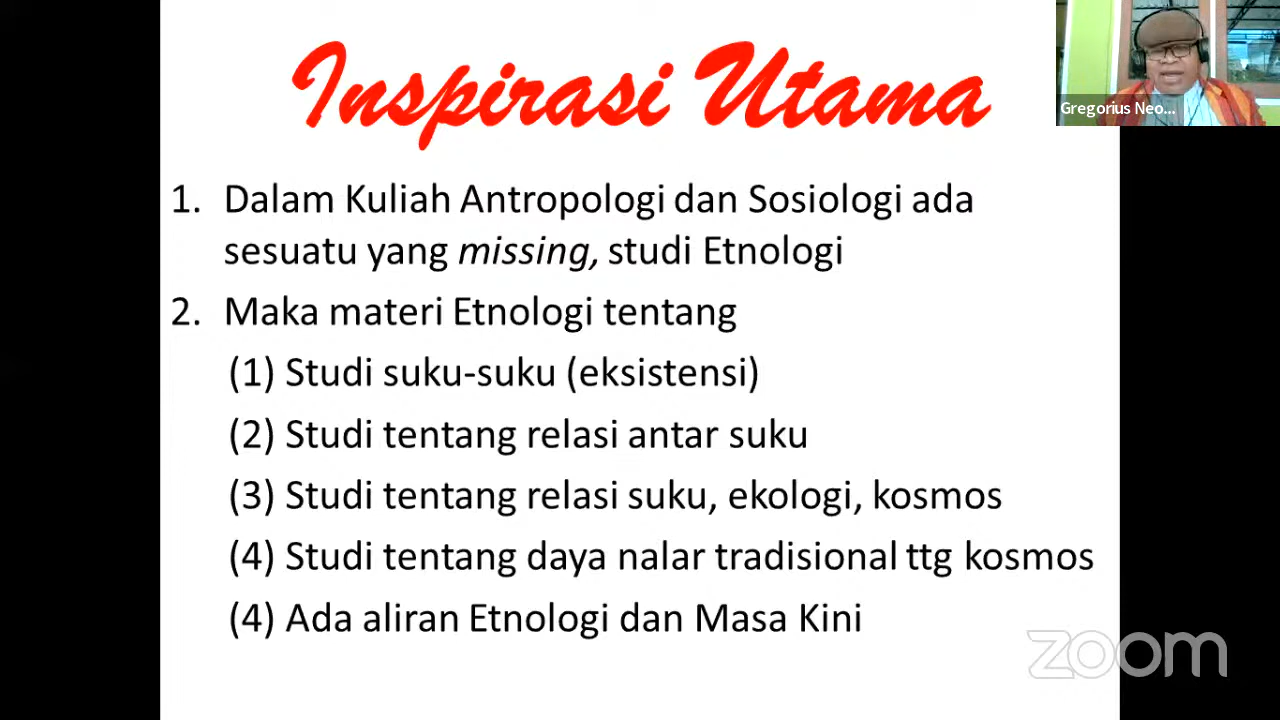 Inspirasi Utama
Gregorius Neo...
1. Dalam Kuliah Antropologi dan Sosiologi ada
sesuatu yang missing, studi Etnologi
2. Maka materi Etnologi tentang
(1) Studi suku-suku (eksistensi)
(2) Studi tentang relasi antar suku
(3) Studi tentang relasi suku, ekologi, kosmos
(4) Studi tentang daya nalar tradisional ttg kosmos
(4) Ada aliran Etnologi dan Masa Kini
zoom